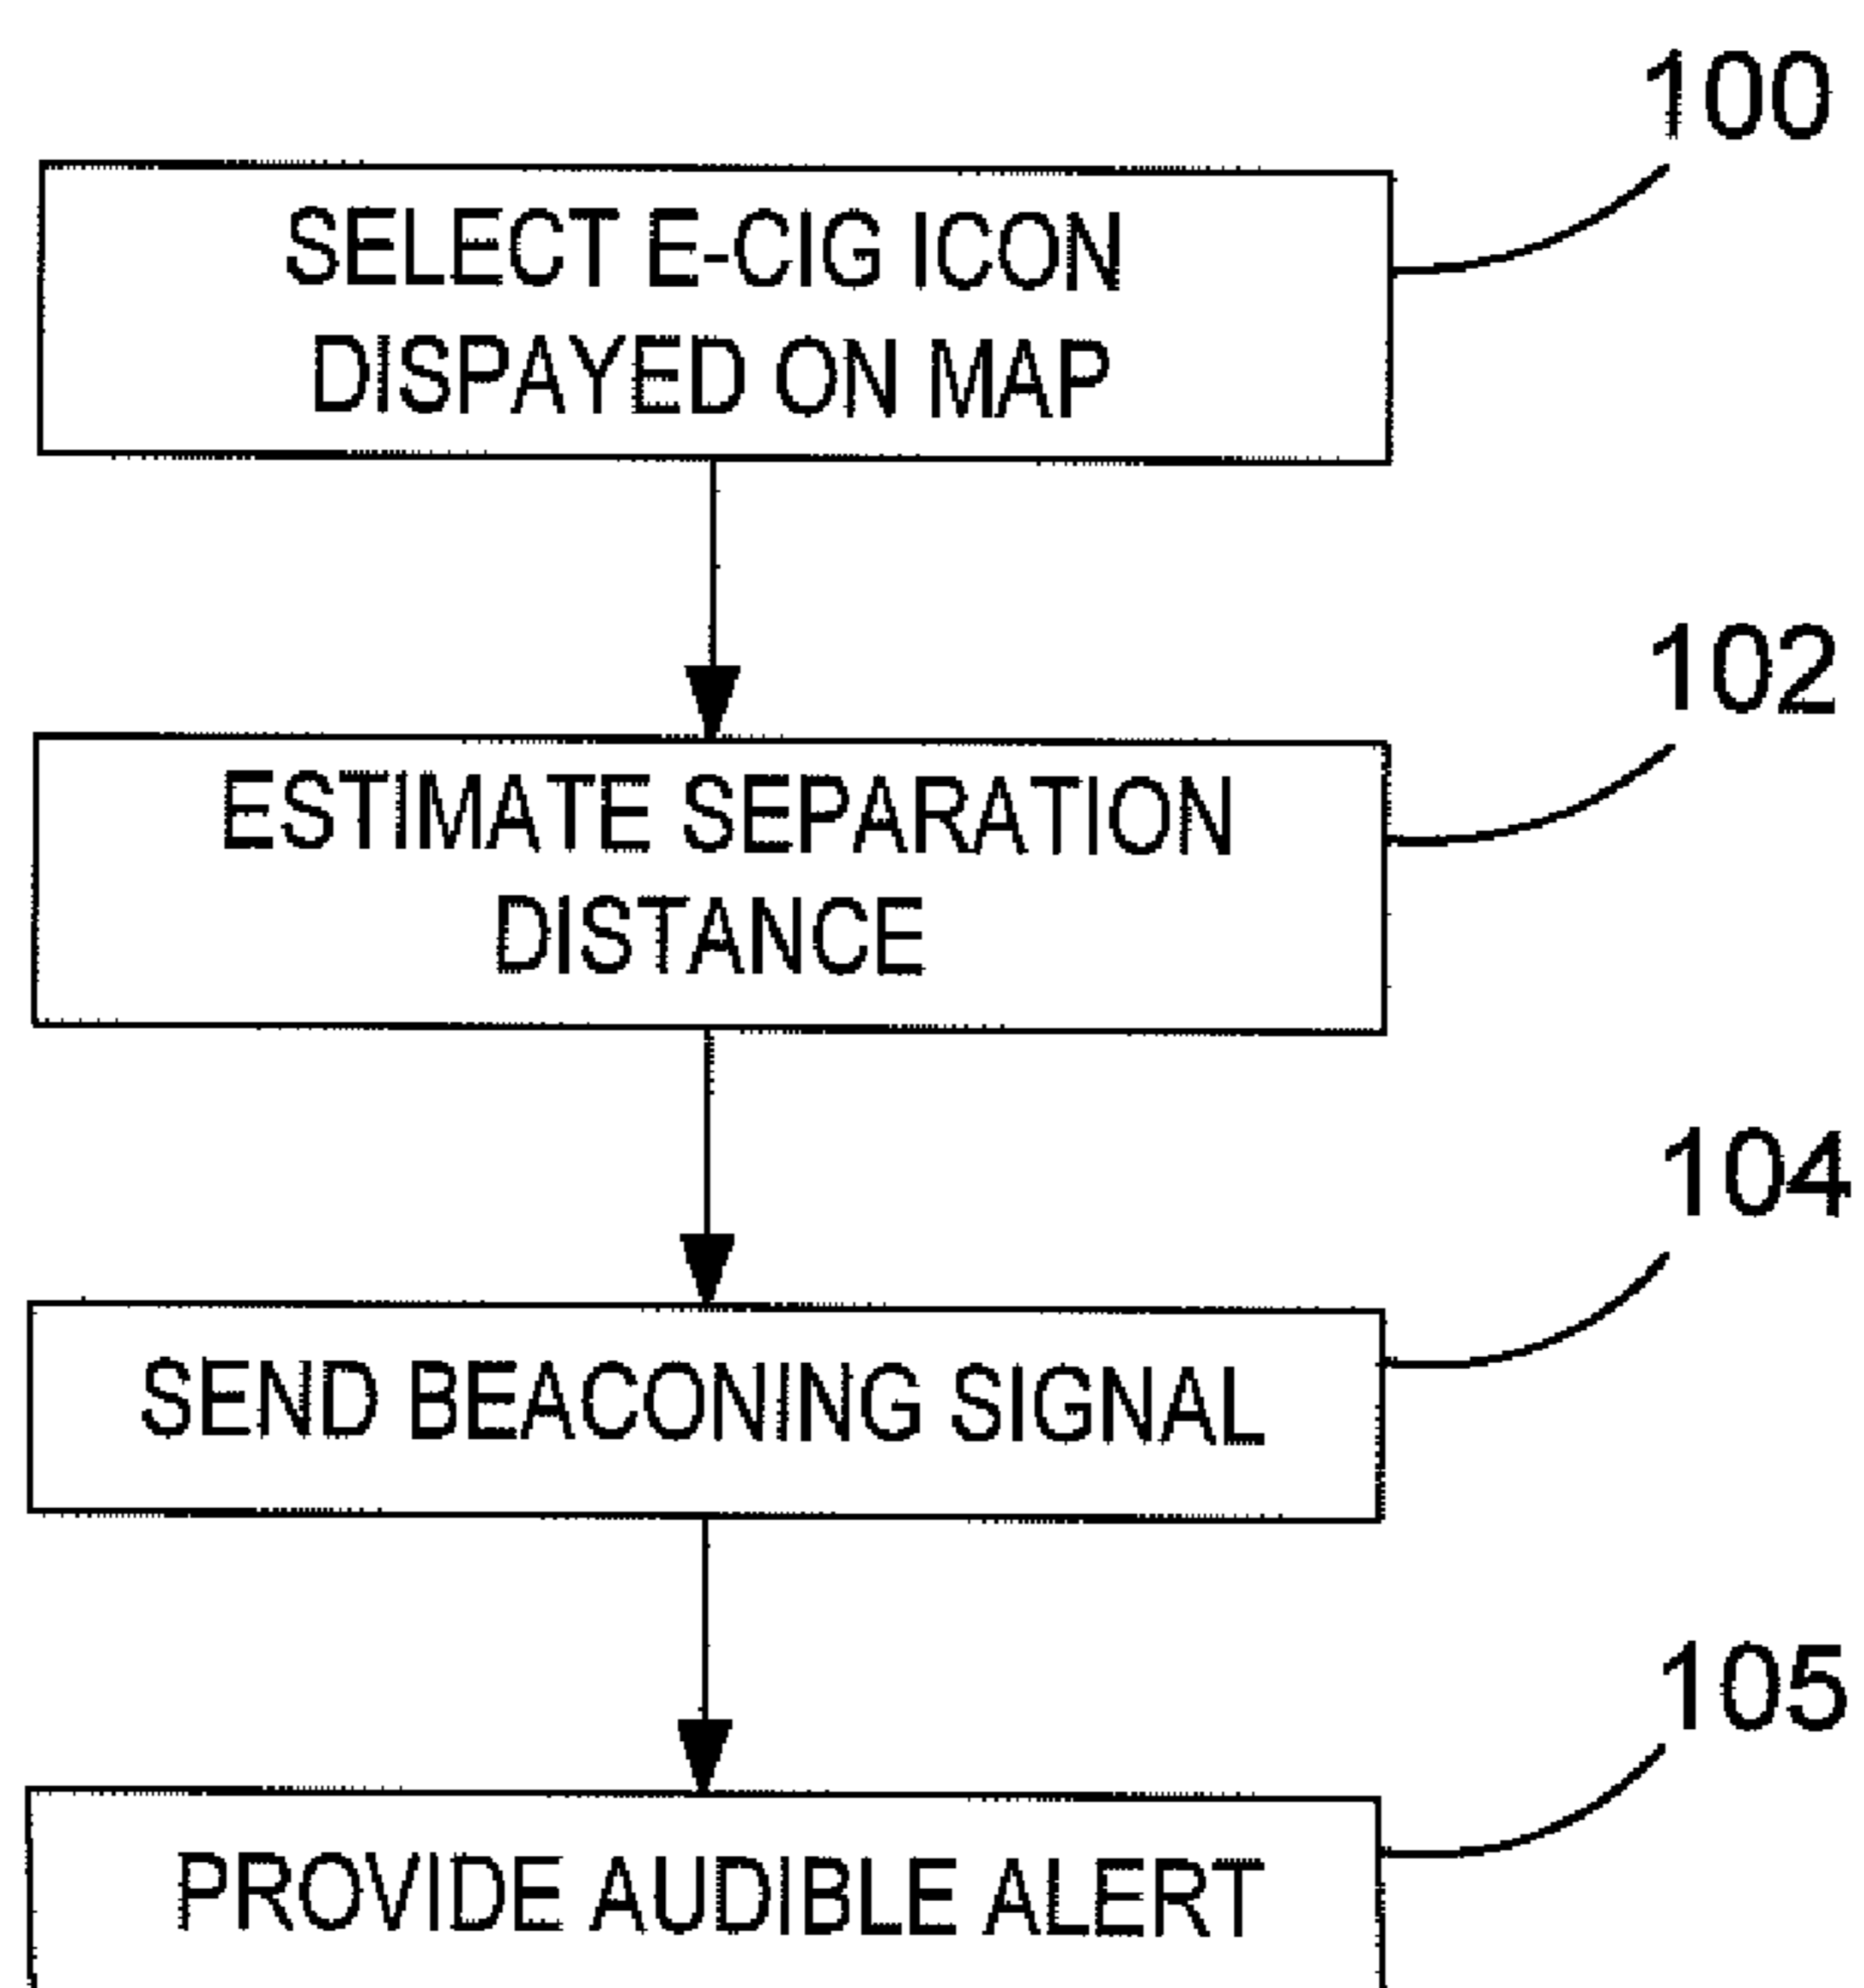 100
SELECT E-CIG ICON
DISPAYED ON MAP
102
ESTIMATE SEPARATION
DISTANCE
104
SEND BEACONING SIGNAL
105
PROVIDE AUDIBLE ALERT